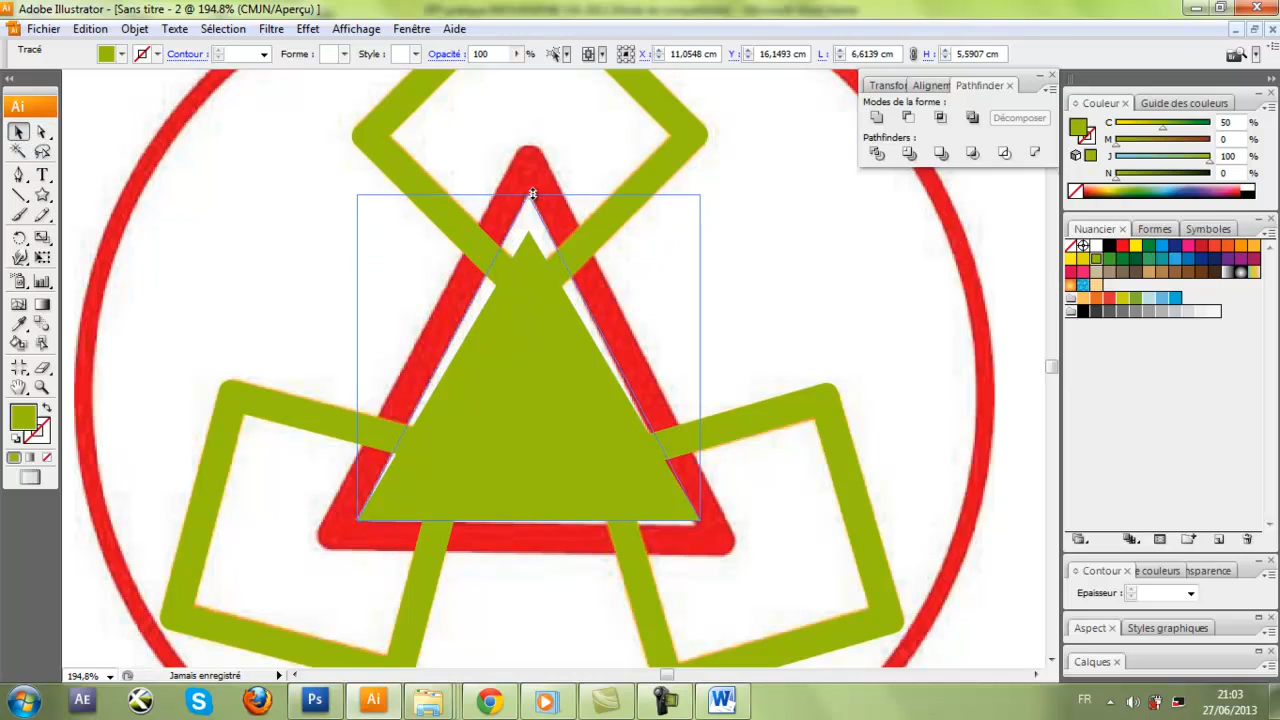 Adobe Illustrator - [Sans titre - 2 @ 194.8% (CMJN/Aperçu) ]
Fichier Edition Objet Texte Sélection Filtre Effet Affichage Fenêtre Aide
Tracé Contour : Forme : Style : Opacité : 100 % X : 11,0548 cm Y : 16,1493 cm L : 6,6139 cm H : 5,5907 cm
Transfor Alignem Pathfinder
Modes de la forme :
Décomposer
Pathfinders :
Ai
Couleur Guide des couleurs
C 50 %
M 0 %
J 100 %
N 0 %
Nuancier Formes Symboles
Contour e couleurs nsparence
Epaisseur :
Aspect Styles graphiques
Calques
194,8% Jamais enregistré
AE Ps Ai FR 21:03
27/06/2013